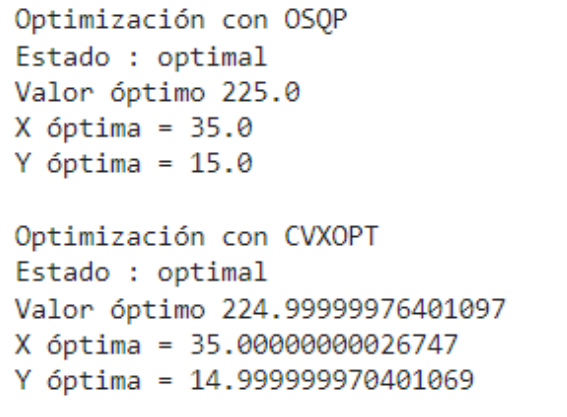 Optimización con OSQP
Estado : optimal
Valor óptimo 225.0
X óptima = 35.0
Y óptima = 15.0
Optimización con CVXOPT
Estado : optimal
Valor óptimo 224.99999976401097
X óptima = 35.00000000026747
Y óptima = 14.999999970401069